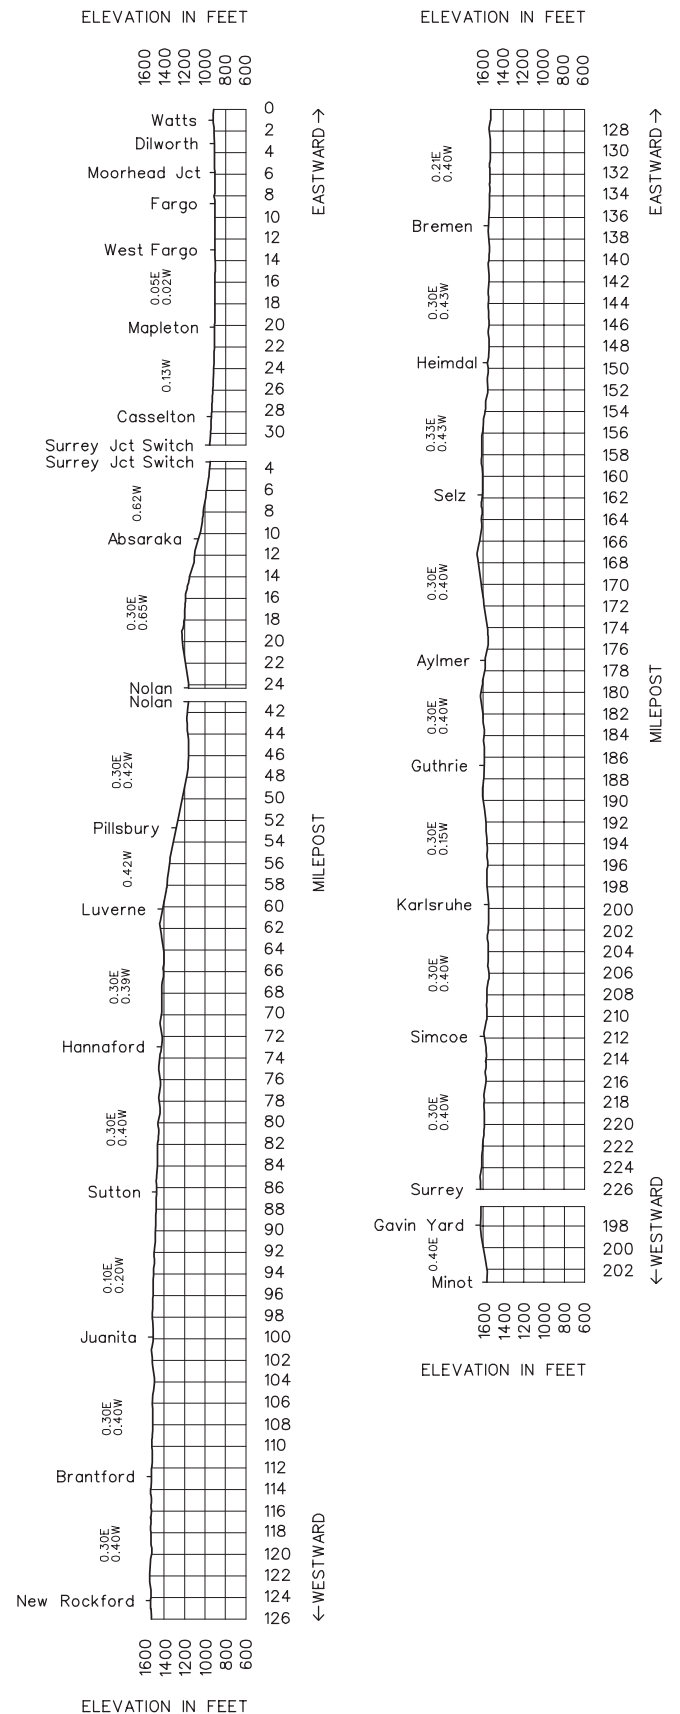 ELEVATION IN FEET
1600 1400 1200 1000 800 600
Watts
Dilworth
Moorhead Jct
Fargo
West Fargo
0.05E
0.02W
Mapleton
0.13W
Casselton
Surrey Jct Switch
0
2
4
6
8
10
12
14
16
18
20
22
24
26
28
30
EASTWARD →
Surrey Jct Switch
0.62W
Absaraka
0.30E
0.65W
Nolan
4
6
8
10
12
14
16
18
20
22
24
Nolan
0.30E
0.42W
Pillsbury
0.42W
Luverne
0.30E
0.39W
Hannaford
0.30E
0.40W
Sutton
0.10E
0.20W
Juanita
0.30E
0.40W
Brantford
0.30E
0.40W
New Rockford
42
44
46
48
50
52
54
56
58
60
62
64
66
68
70
72
74
76
78
80
82
84
86
88
90
92
94
96
98
100
102
104
106
108
110
112
114
116
118
120
122
124
126
MILEPOST
←WESTWARD
1600 1400 1200 1000 800 600
ELEVATION IN FEET
ELEVATION IN FEET
1600 1400 1200 1000 800 600
0.21E
0.40W
Bremen
0.30E
0.43W
Heimdal
0.33E
0.43W
Selz
0.30E
0.40W
Aylmer
0.30E
0.40W
Guthrie
0.30E
0.15W
Karlsruhe
0.30E
0.40W
Simcoe
0.30E
0.40W
Surrey
128
130
132
134
136
138
140
142
144
146
148
150
152
154
156
158
160
162
164
166
168
170
172
174
176
178
180
182
184
186
188
190
192
194
196
198
200
202
204
206
208
210
212
214
216
218
220
222
224
226
EASTWARD →
MILEPOST
Gavin Yard
0.40E
Minot
198
200
202
←WESTWARD
1600 1400 1200 1000 800 600
ELEVATION IN FEET